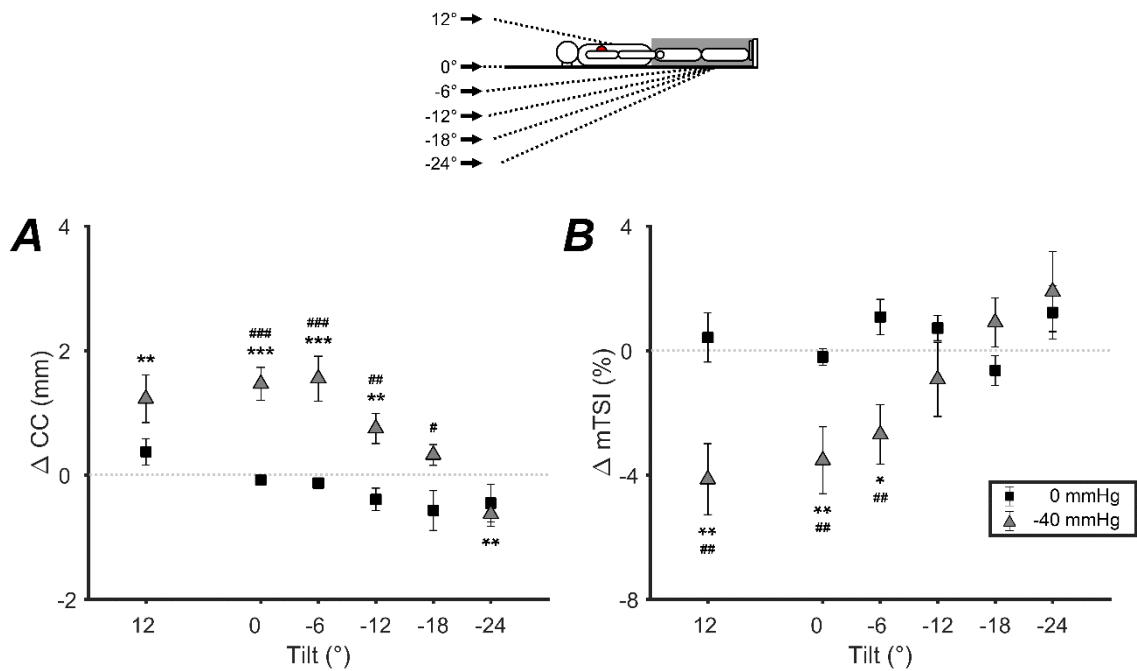 12°
0°
-6°
-12°
-18°
-24°
A
4
2
0
-2
Δ CC (mm)
**
###
***
###
***
##
**
#
**
12 0 -6 -12 -18 -24
Tilt (°)
B
4
0
-4
-8
Δ mTSI (%)
**
##
**
##
*
##
0 mmHg
-40 mmHg
12 0 -6 -12 -18 -24
Tilt (°)